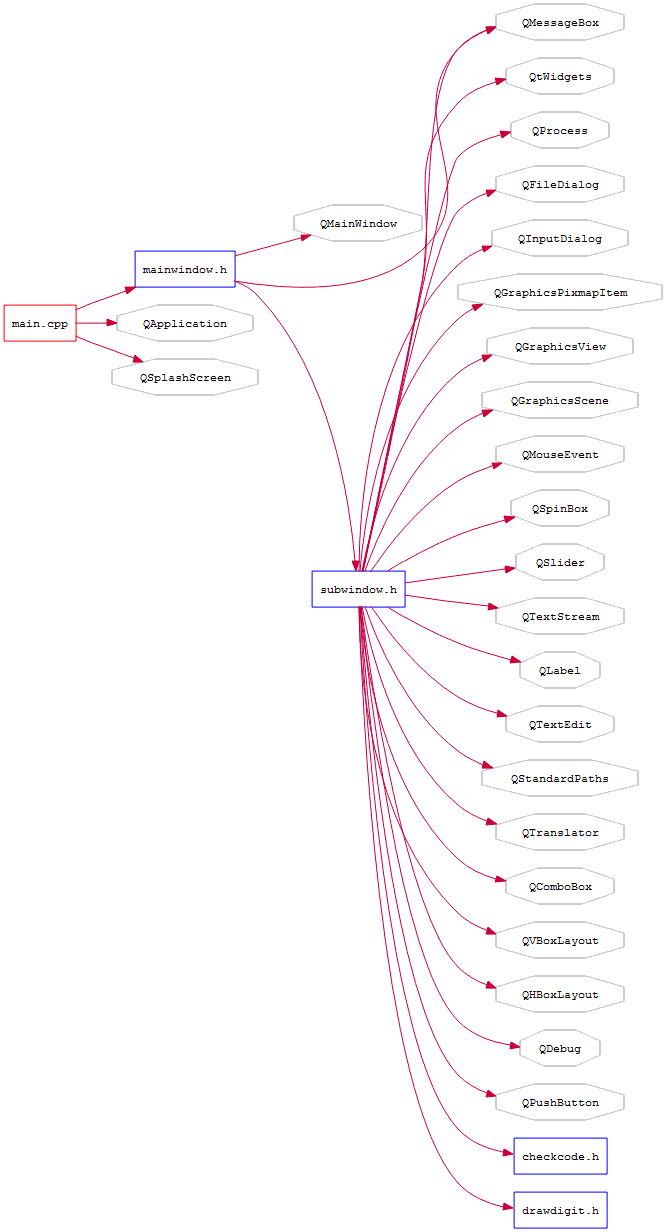 QMessageBox
QtWidgets
QProcess
QFileDialog
QMainWindow
QInputDialog
mainwindow.h
QGraphicsPixmapItem
main.cpp
QApplication
QGraphicsView
QSplashScreen
QGraphicsScene
QMouseEvent
QSpinBox
QSlider
subwindow.h
QTextStream
QLabel
QTextEdit
QStandardPaths
QTranslator
QComboBox
QVBoxLayout
QHBoxLayout
QDebug
QPushButton
checkcode.h
drawdigit.h